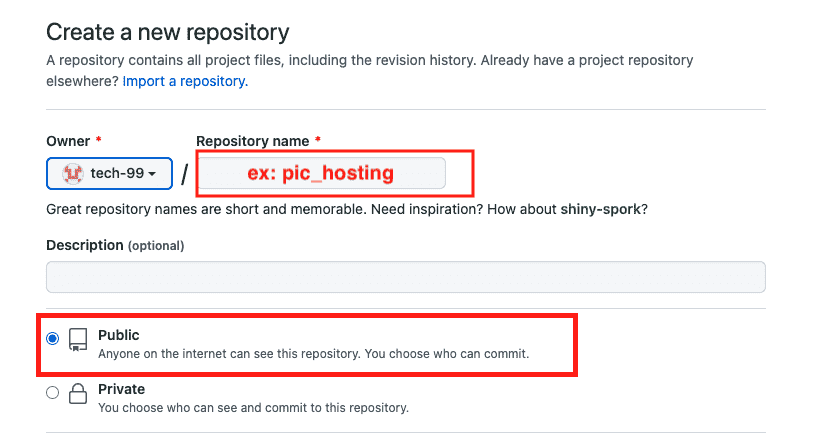 Create a new repository
A repository contains all project files, including the revision history. Already have a project repository
elsewhere? Import a repository.
Owner * Repository name *
tech-99 / ex: pic_hosting
Great repository names are short and memorable. Need inspiration? How about shiny-spork?
Description (optional)
Public
Anyone on the internet can see this repository. You choose who can commit.
Private
You choose who can see and commit to this repository.